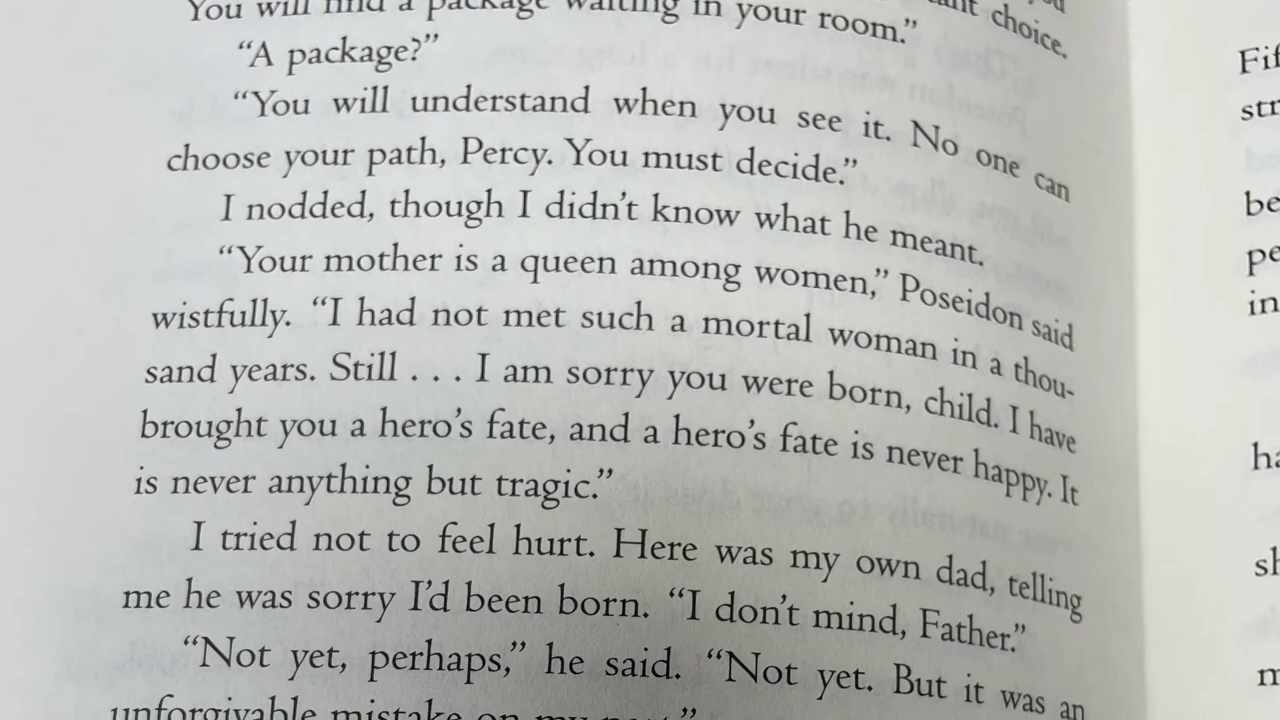 You will find a package waiting in your room.”
choice.
“A package?”
“You will understand when you see it. No one can
choose your path, Percy. You must decide.”
I nodded, though I didn’t know what he meant.
“Your mother is a queen among women,” Poseidon said
wistfully. “I had not met such a mortal woman in a thou-
sand years. Still . . . I am sorry you were born, child. I have
brought you a hero’s fate, and a hero’s fate is never happy. It
is never anything but tragic.”
I tried not to feel hurt. Here was my own dad, telling
me he was sorry I’d been born. “I don’t mind, Father.”
“Not yet, perhaps,” he said. “Not yet. But it was an
unforgivable mistake on my part.”